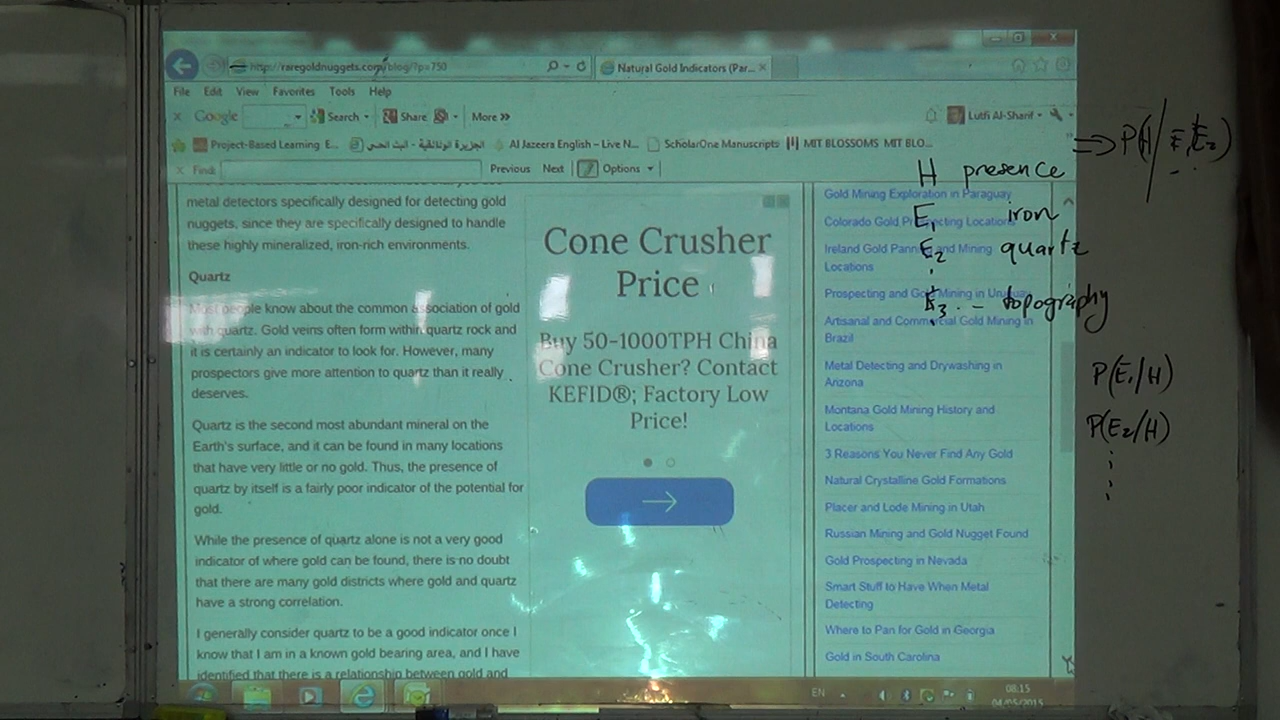 http://raregoldnuggets.com/blog/?p=750
Natural Gold Indicators (Par...
File Edit View Favorites Tools Help
Google Search Share More »
Lutfi Al-Sharif
Project-Based Learning E...
الجزيرة الوثائقية - البث الحي
Al Jazeera English – Live N...
ScholarOne Manuscripts
MIT BLOSSOMS MIT BLO...
Find: Previous Next Options
metal detectors specifically designed for detecting gold
nuggets, since they are specifically designed to handle
these highly mineralized, iron-rich environments.
Quartz
Most people know about the common association of gold
with quartz. Gold veins often form within quartz rock and
it is certainly an indicator to look for. However, many
prospectors give more attention to quartz than it really
deserves.
Quartz is the second most abundant mineral on the
Earth's surface, and it can be found in many locations
that have very little or no gold. Thus, the presence of
quartz by itself is a fairly poor indicator of the potential for
gold.
While the presence of quartz alone is not a very good
indicator of where gold can be found, there is no doubt
that there are many gold districts where gold and quartz
have a strong correlation.
I generally consider quartz to be a good indicator once I
know that I am in a known gold bearing area, and I have
identified that there is a relationship between gold and
Cone Crusher
Price
Buy 50-1000TPH China
Cone Crusher? Contact
KEFID®; Factory Low
Price!
Gold Mining Exploration in Paraguay
Colorado Gold Prospecting Locations
Ireland Gold Panning and Mining
Locations
Prospecting and Gold Mining in Uruguay
Artisanal and Commercial Gold Mining in
Brazil
Metal Detecting and Drywashing in
Arizona
Montana Gold Mining History and
Locations
3 Reasons You Never Find Any Gold
Natural Crystalline Gold Formations
Placer and Lode Mining in Utah
Russian Mining and Gold Nugget Found
Gold Prospecting in Nevada
Smart Stuff to Have When Metal
Detecting
Where to Pan for Gold in Georgia
Gold in South Carolina
H presence
E₁ iron
E₂ quartz
E₃ - topography
⇒ P(H/E₁E₂)
P(E₁/H)
P(E₂/H)
EN
08:15
04/05/2015